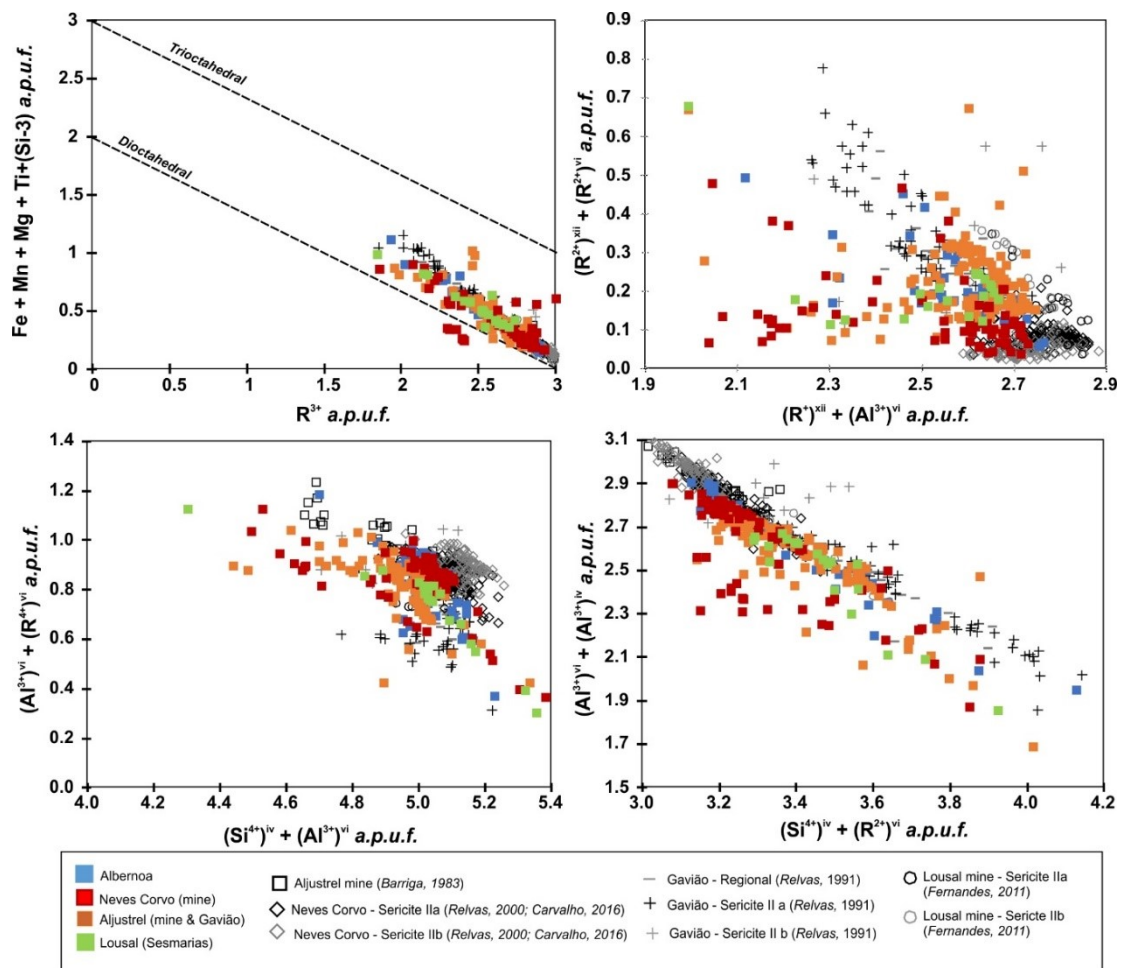 Fe + Mn + Mg + Ti+(Si-3) a.p.u.f.
3
2.5
2
1.5
1
0.5
0
Trioctahedral
Dioctahedral
0
0.5
1.0
1.5
2
2.5
3
R³⁺ a.p.u.f.
(R²⁺)ˣⁱⁱ + (R²⁺)ᵛⁱ a.p.u.f.
0.9
0.8
0.7
0.6
0.5
0.4
0.3
0.2
0.1
0.0
1.9
2.1
2.3
2.5
2.7
2.9
(R⁺)ˣⁱⁱ + (Al³⁺)ᵛⁱ a.p.u.f.
(Al³⁺)ᵛⁱ + (R⁴⁺)ᵛⁱ a.p.u.f.
1.4
1.2
1.0
0.8
0.6
0.4
0.2
0.0
4.0
4.2
4.4
4.6
4.8
5.0
5.2
5.4
(Si⁴⁺)ⁱᵛ + (Al³⁺)ᵛⁱ a.p.u.f.
(Al³⁺)ᵛⁱ + (Al³⁺)ⁱᵛ a.p.u.f.
3.1
2.9
2.7
2.5
2.3
2.1
1.9
1.7
1.5
3.0
3.2
3.4
3.6
3.8
4.0
4.2
(Si⁴⁺)ⁱᵛ + (R²⁺)ᵛⁱ a.p.u.f.
Albernoa
Neves Corvo (mine)
Aljustrel (mine & Gavião)
Lousal (Sesmarias)
Aljustrel mine (Barriga, 1983)
Neves Corvo - Sericite IIa (Relvas, 2000; Carvalho, 2016)
Neves Corvo - Sericite IIb (Relvas, 2000; Carvalho, 2016)
Gavião - Regional (Relvas, 1991)
Gavião - Sericite II a (Relvas, 1991)
Gavião - Sericite II b (Relvas, 1991)
Lousal mine - Sericite IIa
(Fernandes, 2011)
Lousal mine - Sericite IIb
(Fernandes, 2011)